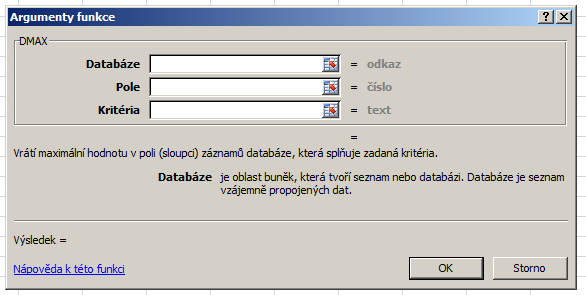 Argumenty funkce
DMAX
Databáze = odkaz
Pole = číslo
Kritéria = text
=
Vrátí maximální hodnotu v poli (sloupci) záznamů databáze, která splňuje zadaná kritéria.
Databáze je oblast buněk, která tvoří seznam nebo databázi. Databáze je seznam
vzájemně propojených dat.
Výsledek =
Nápověda k této funkci
OK Storno